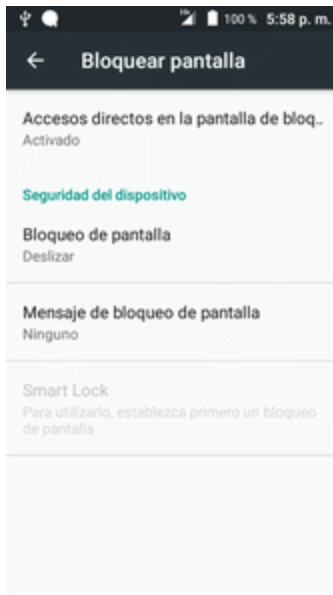 100 % 5:58 p. m.
Bloquear pantalla
Accesos directos en la pantalla de bloq..
Activado
Seguridad del dispositivo
Bloqueo de pantalla
Deslizar
Mensaje de bloqueo de pantalla
Ninguno
Smart Lock
Para utilizarlo, establezca primero un bloqueo
de pantalla